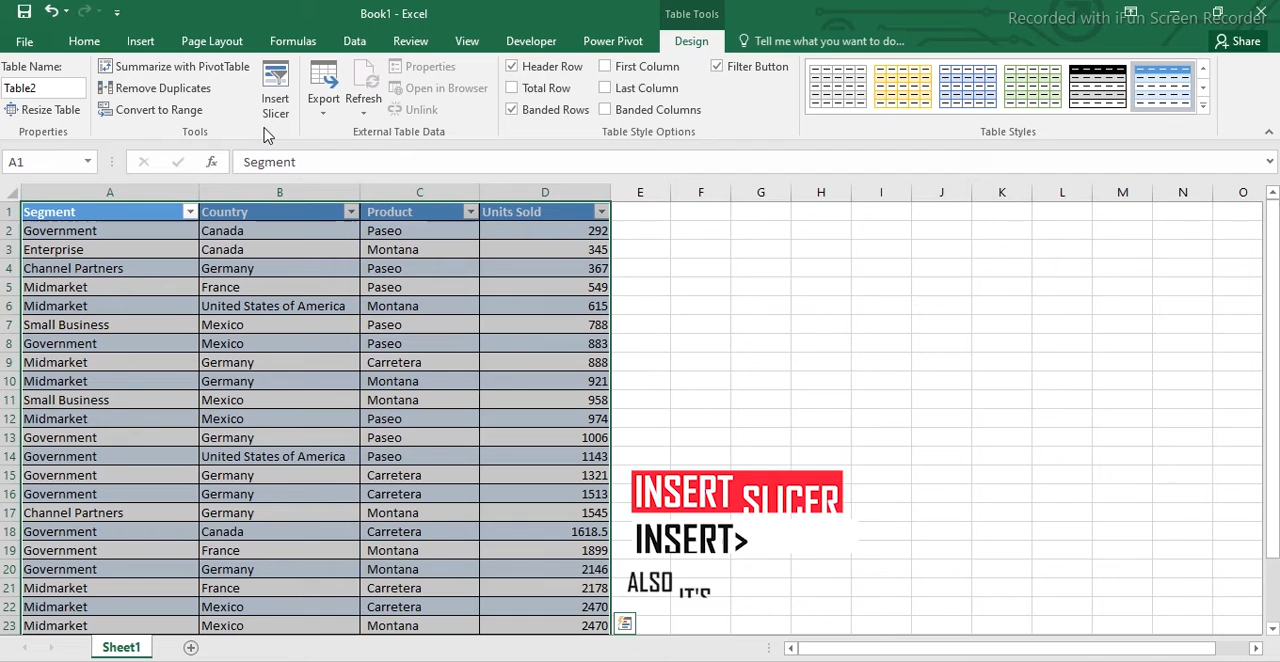 Book1 - Excel
Table Tools
Recorded with iFun Screen Recorder
File Home Insert Page Layout Formulas Data Review View Developer Power Pivot Design Tell me what you want to do... Share
Table Name:
Table2
Resize Table
Properties
Summarize with PivotTable
Remove Duplicates
Convert to Range
Tools
Insert
Slicer
Export Refresh
Properties
Open in Browser
Unlink
External Table Data
Header Row First Column Filter Button
Total Row Last Column
Banded Rows Banded Columns
Table Style Options
Table Styles
A1 fx Segment
A B C D E F G H I J K L M N O
1 Segment Country Product Units Sold
2 Government Canada Paseo 292
3 Enterprise Canada Montana 345
4 Channel Partners Germany Paseo 367
5 Midmarket France Paseo 549
6 Midmarket United States of America Montana 615
7 Small Business Mexico Paseo 788
8 Government Mexico Paseo 883
9 Midmarket Germany Carretera 888
10 Midmarket Germany Montana 921
11 Small Business Mexico Montana 958
12 Midmarket Mexico Paseo 974
13 Government Germany Paseo 1006
14 Government United States of America Paseo 1143
15 Government Germany Carretera 1321
16 Government Germany Carretera 1513
17 Channel Partners Germany Montana 1545
18 Government Canada Carretera 1618.5
19 Government France Montana 1899
20 Government Germany Montana 2146
21 Midmarket France Carretera 2178
22 Midmarket Mexico Carretera 2470
23 Midmarket Mexico Montana 2470
INSERT SLICER
INSERT>
ALSO IT'S
Sheet1